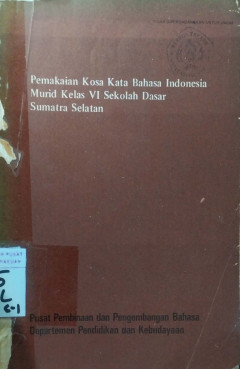 Pemakaian Kosa Kata Bahasa Indonesia
Murid Kelas VI Sekolah Dasar
Sumatra Selatan
Pusat Pembinaan dan Pengembangan Bahasa
Departemen Pendidikan dan Kebudayaan